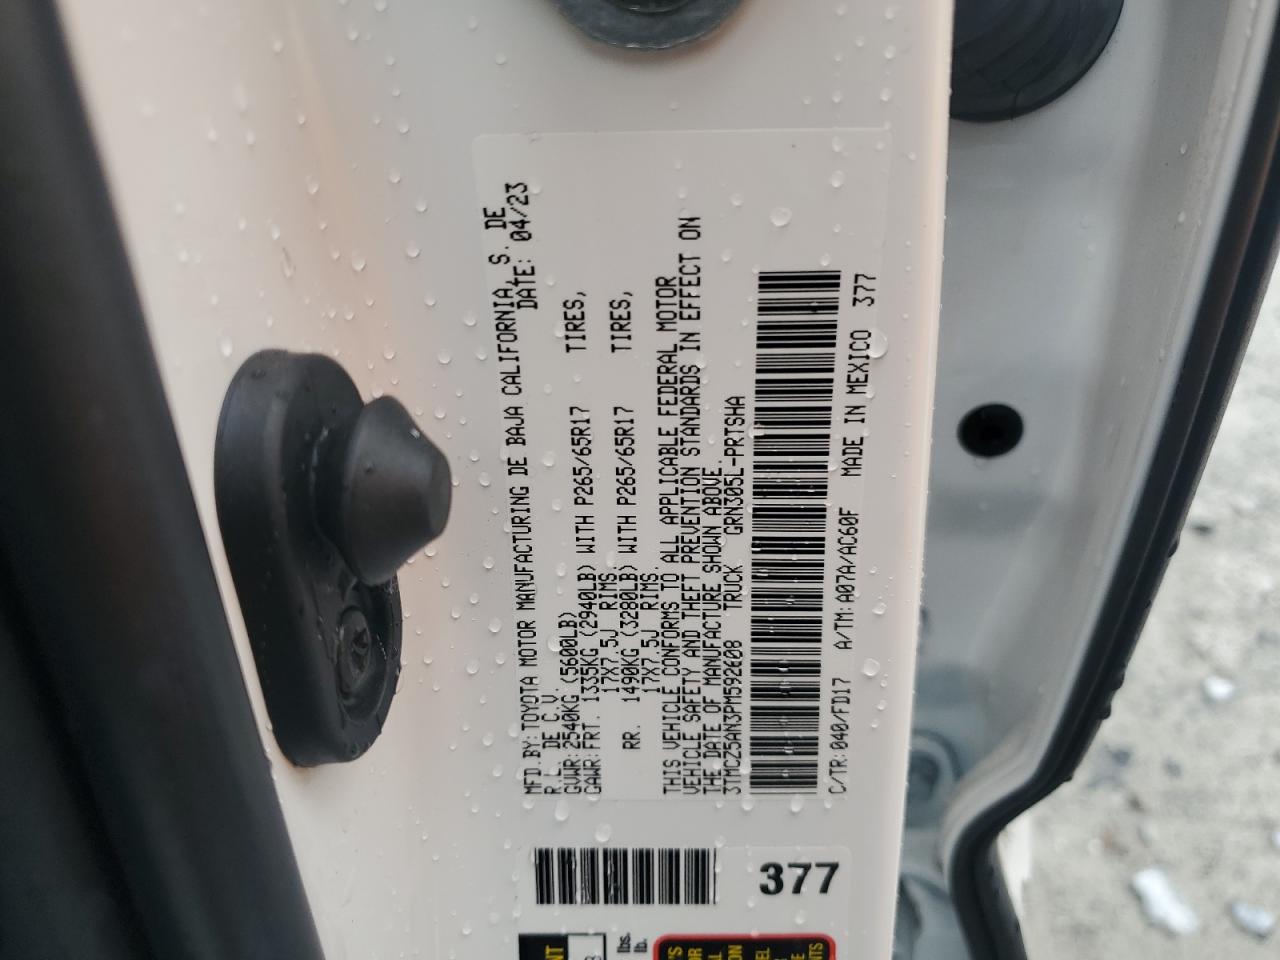 MFD.BY:TOYOTA MOTOR MANUFACTURING DE BAJA CALIFORNIA, S. DE
R.L. DE C.V. DATE: 04/23
GVWR:2540KG (5600LB)
GAWR:FRT. 1335KG (2940LB) WITH P265/65R17 TIRES,
17X7.5J RIMS
RR. 1490KG (3280LB) WITH P265/65R17 TIRES,
17X7.5J RIMS.
THIS VEHICLE CONFORMS TO ALL APPLICABLE FEDERAL MOTOR
VEHICLE SAFETY AND THEFT PREVENTION STANDARDS IN EFFECT ON
THE DATE OF MANUFACTURE SHOWN ABOVE.
3TMCZ5AN3PM592608 TRUCK GRN305L-PRTSHA
C/TR:040/FD17 A/TM:A07A/AC60F MADE IN MEXICO 377
377
lbs.
lb.